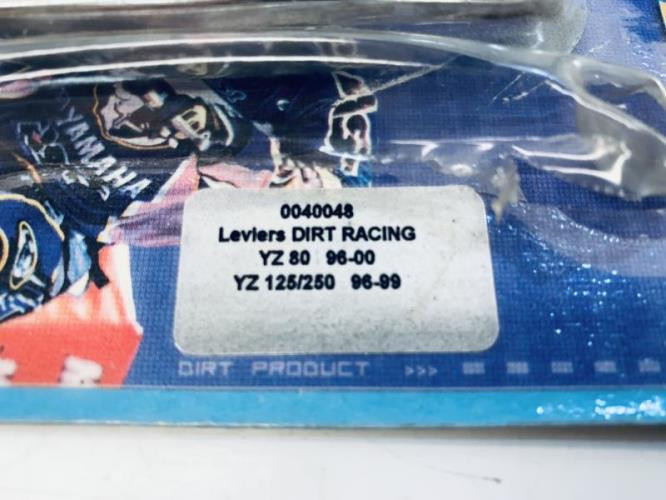 YAMAHA
0040048
Leviers DIRT RACING
YZ 80 96-00
YZ 125/250 96-99
DIRT PRODUCT >>>